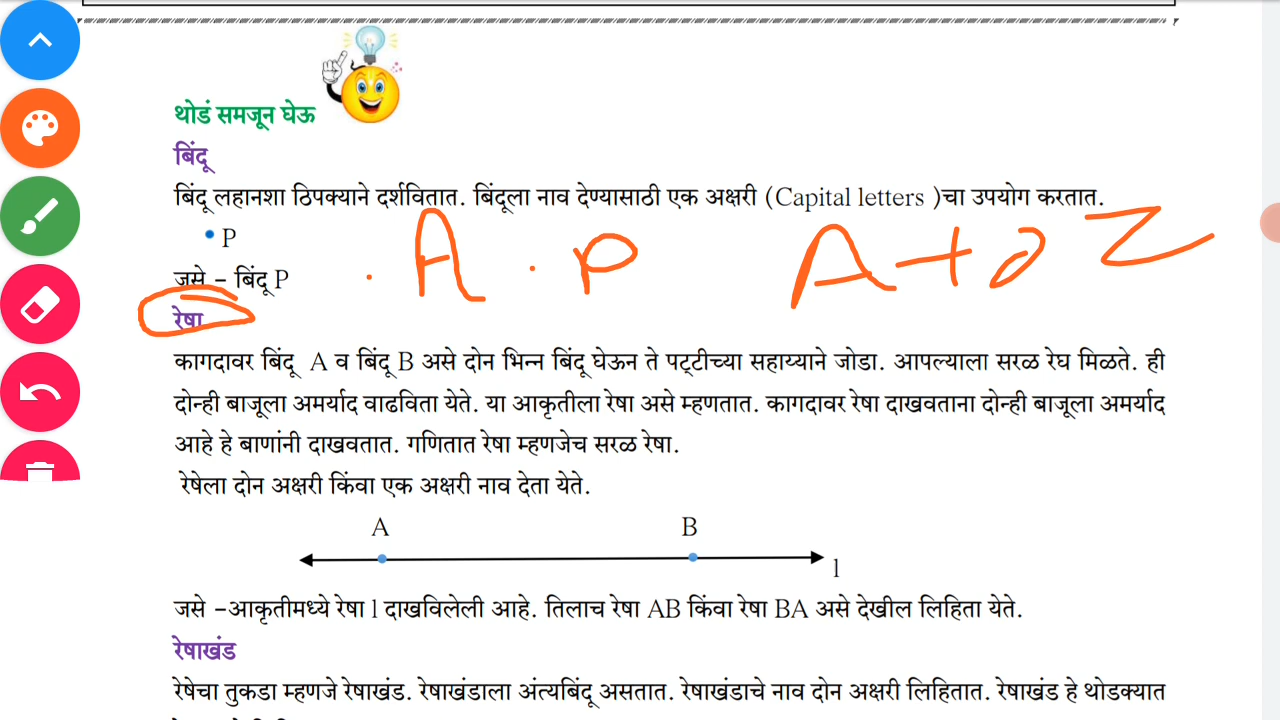 थोडं समजून घेऊ
बिंदू
बिंदू लहानशा ठिपक्याने दर्शवितात. बिंदूला नाव देण्यासाठी एक अक्षरी (Capital letters )चा उपयोग करतात.
P
जसे – बिंदू P
A P A to Z
रेषा
कागदावर बिंदू A व बिंदू B असे दोन भिन्न बिंदू घेऊन ते पट्टीच्या सहाय्याने जोडा. आपल्याला सरळ रेघ मिळते. ही
दोन्ही बाजूला अमर्याद वाढविता येते. या आकृतीला रेषा असे म्हणतात. कागदावर रेषा दाखवताना दोन्ही बाजूला अमर्याद
आहे हे बाणांनी दाखवतात. गणितात रेषा म्हणजेच सरळ रेषा.
रेषेला दोन अक्षरी किंवा एक अक्षरी नाव देता येते.
A B
l
जसे –आकृतीमध्ये रेषा l दाखविलेली आहे. तिलाच रेषा AB किंवा रेषा BA असे देखील लिहिता येते.
रेषाखंड
रेषेचा तुकडा म्हणजे रेषाखंड. रेषाखंडाला अंत्यबिंदू असतात. रेषाखंडाचे नाव दोन अक्षरी लिहितात. रेषाखंड हे थोडक्यात